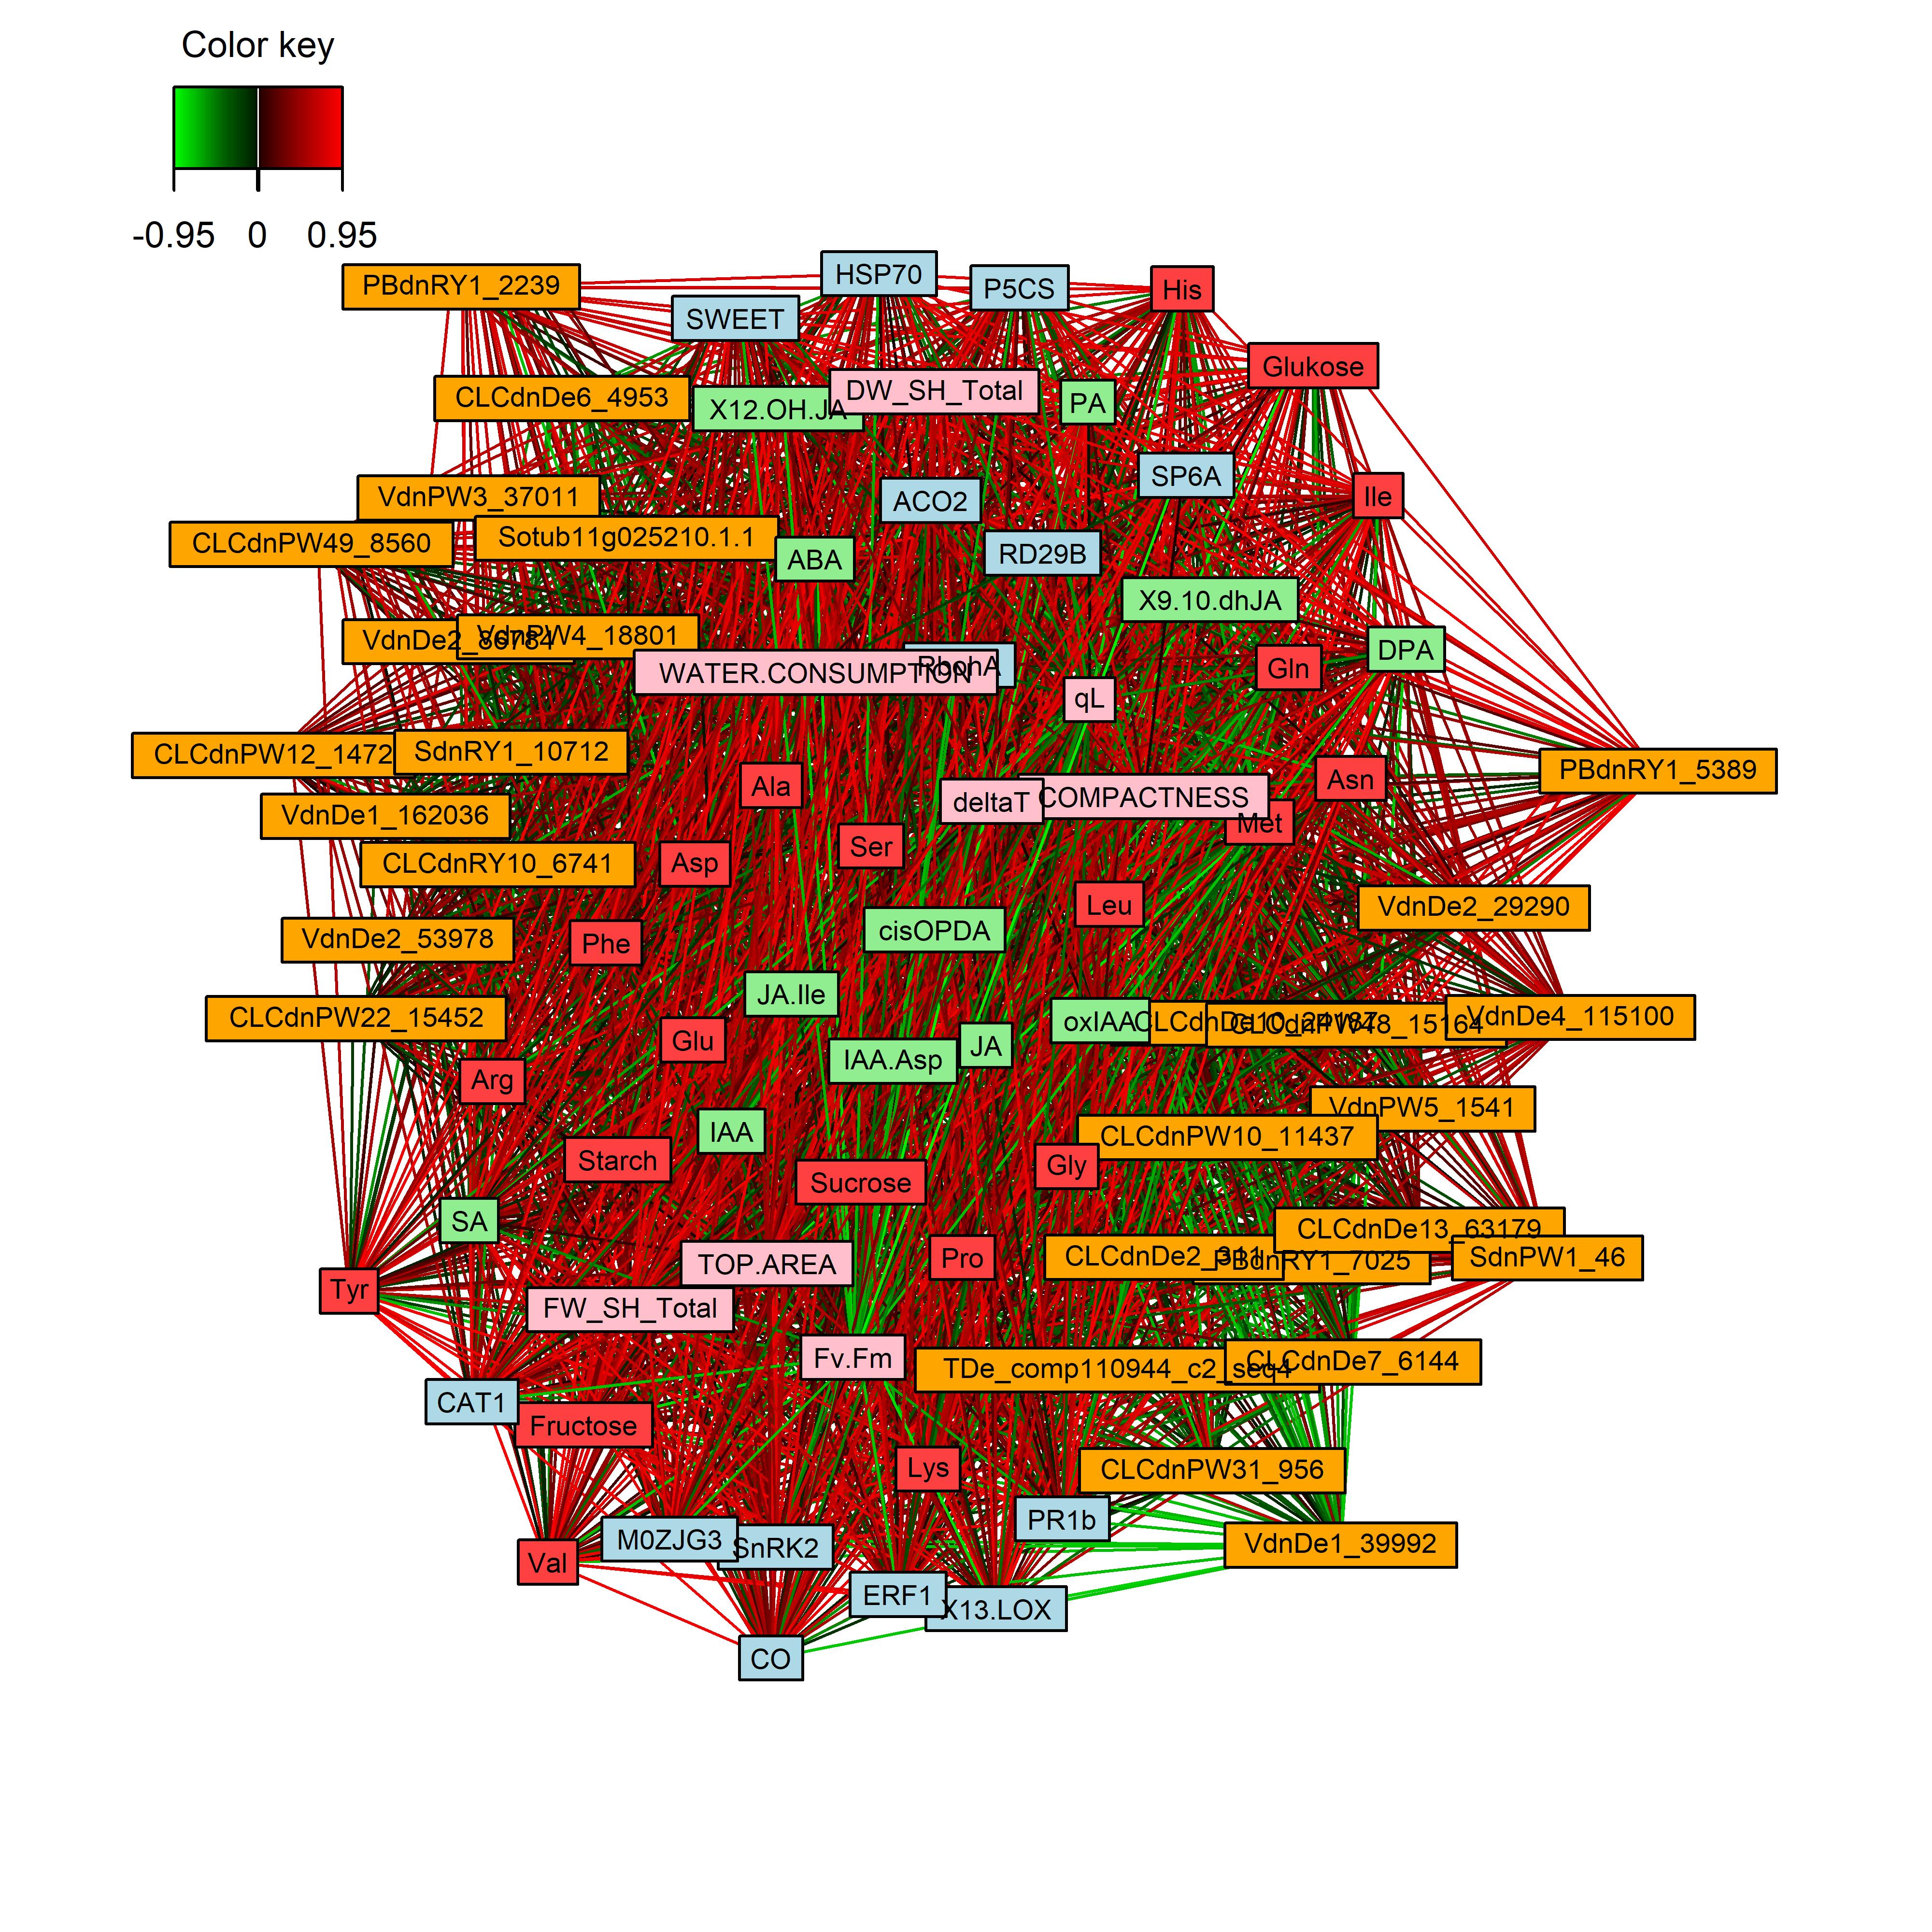 Color key
-0.95 0 0.95
PBdnRY1_2239
HSP70
P5CS
His
SWEET
Glukose
CLCdnDe6_4953
X12.OH.JA
DW_SH_Total
PA
SP6A
Ile
VdnPW3_37011
ACO2
CLCdnPW49_8560
Sotub11g025210.1.1
ABA
RD29B
X9.10.dhJA
VdnDe2_86784
VdnPW4_18801
DPA
WATER.CONSUMPTION
RbohA
Gln
qL
CLCdnPW12_1472
SdnRY1_10712
Ala
deltaT
COMPACTNESS
Asn
PBdnRY1_5389
VdnDe1_162036
Met
Ser
CLCdnRY10_6741
Asp
Leu
VdnDe2_29290
VdnDe2_53978
Phe
cisOPDA
JA.Ile
CLCdnPW22_15452
oxIAA
CLCdnDe10_24187
CLCdnPW48_15164
VdnDe4_115100
Glu
IAA.Asp
JA
Arg
VdnPW5_1541
IAA
CLCdnPW10_11437
Starch
Sucrose
Gly
SA
CLCdnDe13_63179
TOP.AREA
Pro
CLCdnDe2_311
PBdnRY1_7025
SdnPW1_46
Tyr
FW_SH_Total
Fv.Fm
TDe_comp110944_c2_seq4
CLCdnDe7_6144
CAT1
Fructose
Lys
CLCdnPW31_956
PR1b
M0ZJG3
SnRK2
VdnDe1_39992
Val
ERF1
X13.LOX
CO